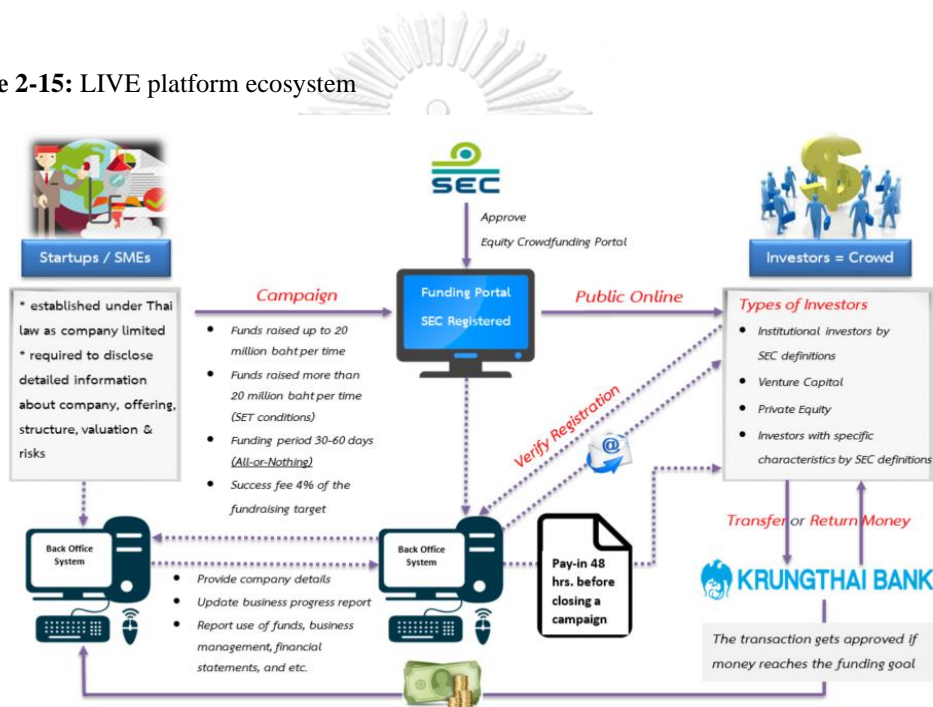 e 2-15: LIVE platform ecosystem
SEC
Approve
Equity Crowdfunding Portal
Startups / SMEs
* established under Thai
law as company limited
* required to disclose
detailed information
about company, offering,
structure, valuation &
risks
Campaign
• Funds raised up to 20
million baht per time
• Funds raised more than
20 million baht per time
(SET conditions)
• Funding period 30-60 days
(All-or-Nothing)
• Success fee 4% of the
fundraising target
Funding Portal
SEC Registered
Public Online
Investors = Crowd
Types of Investors
• Institutional investors by
SEC definitions
• Venture Capital
• Private Equity
• Investors with specific
characteristics by SEC definitions
Verify Registration
@
Back Office
System
• Provide company details
• Update business progress report
• Report use of funds, business
management, financial
statements, and etc.
Back Office
System
Pay-in 48
hrs. before
closing a
campaign
Transfer or Return Money
KRUNGTHAI BANK
The transaction gets approved if
money reaches the funding goal